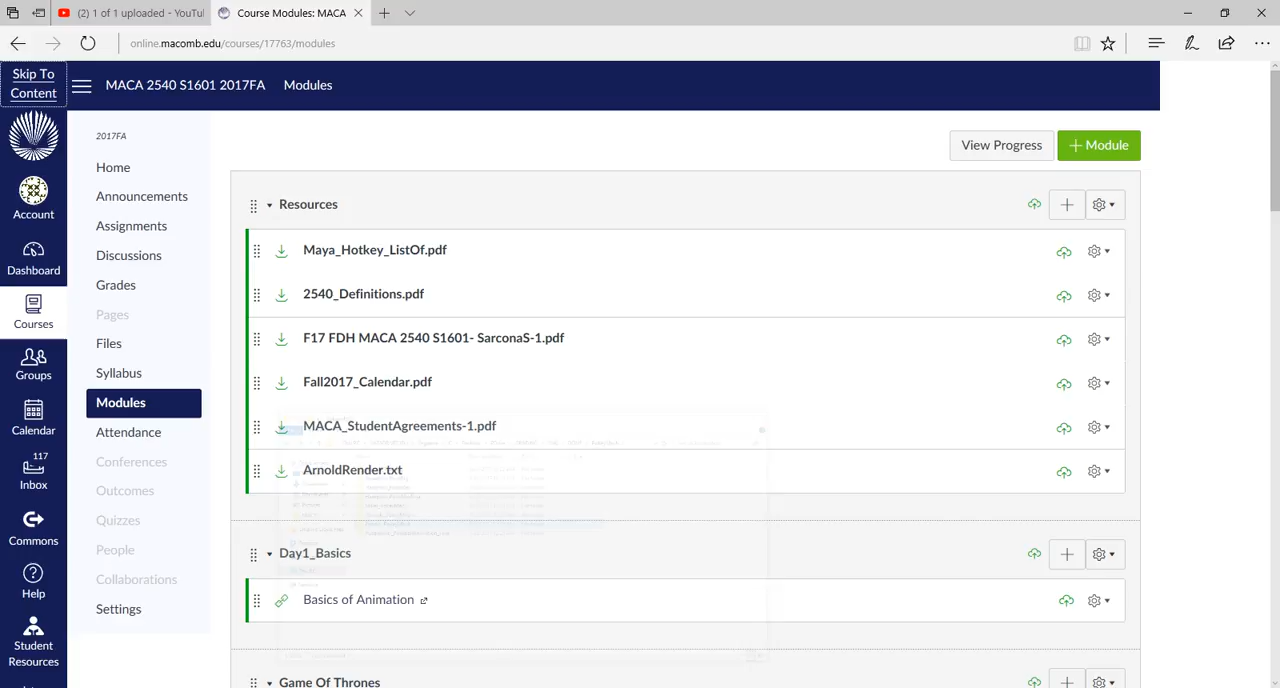 (2) 1 of 1 uploaded - YouTu
Course Modules: MACA
online.macomb.edu/courses/17763/modules
Skip To
Content
MACA 2540 S1601 2017FA
Modules
Account
Dashboard
Courses
Groups
Calendar
117
Inbox
Commons
Help
Student
Resources
2017FA
Home
Announcements
Assignments
Discussions
Grades
Pages
Files
Syllabus
Modules
Attendance
Conferences
Outcomes
Quizzes
People
Collaborations
Settings
View Progress
+ Module
Resources
Maya_Hotkey_ListOf.pdf
2540_Definitions.pdf
F17 FDH MACA 2540 S1601- SarconaS-1.pdf
Fall2017_Calendar.pdf
MACA_StudentAgreements-1.pdf
ArnoldRender.txt
Day1_Basics
Basics of Animation
Game Of Thrones